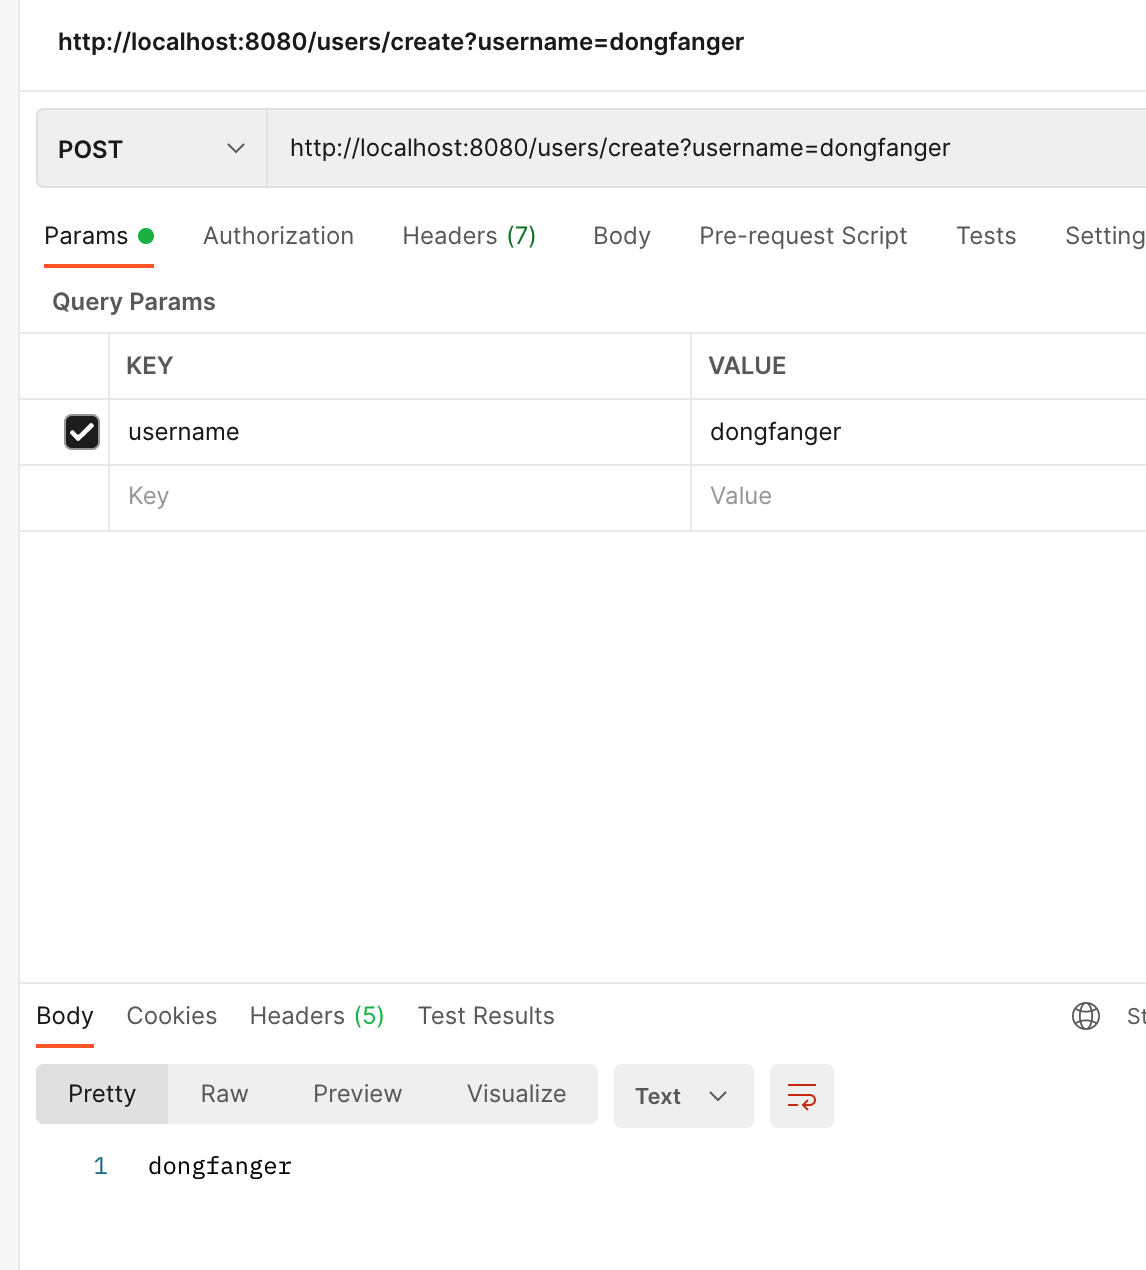 http://localhost:8080/users/create?username=dongfanger
POST http://localhost:8080/users/create?username=dongfanger
Params Authorization Headers (7) Body Pre-request Script Tests Setting
Query Params
KEY VALUE
username dongfanger
Key Value
Body Cookies Headers (5) Test Results St
Pretty Raw Preview Visualize Text
1 dongfanger